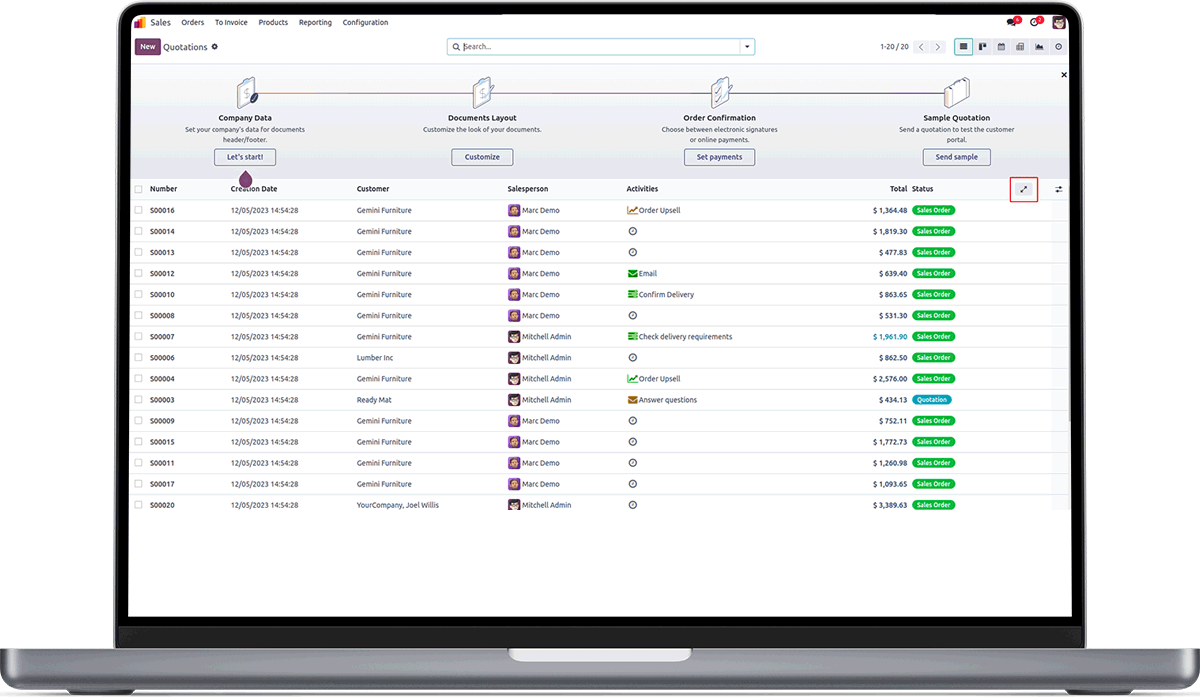 Sales Orders To Invoice Products Reporting Configuration
New Quotations Search... 1-20 / 20
Company Data Documents Layout Order Confirmation Sample Quotation
Set your company's data for documents Customize the look of your documents. Choose between electronic signatures Send a quotation to test the customer
header/footer. or online payments. portal.
Let's start! Customize Set payments Send sample
Number Creation Date Customer Salesperson Activities Total Status
S00016 12/05/2023 14:54:28 Gemini Furniture Marc Demo Order Upsell $ 1,364.48 Sales Order
S00014 12/05/2023 14:54:28 Gemini Furniture Marc Demo $ 1,819.30 Sales Order
S00013 12/05/2023 14:54:28 Gemini Furniture Marc Demo $ 477.83 Sales Order
S00012 12/05/2023 14:54:28 Gemini Furniture Marc Demo Email $ 639.40 Sales Order
S00010 12/05/2023 14:54:28 Gemini Furniture Marc Demo Confirm Delivery $ 863.65 Sales Order
S00008 12/05/2023 14:54:28 Gemini Furniture Marc Demo $ 531.30 Sales Order
S00007 12/05/2023 14:54:28 Gemini Furniture Mitchell Admin Check delivery requirements $ 1,961.90 Sales Order
S00006 12/05/2023 14:54:28 Lumber Inc Mitchell Admin $ 862.50 Sales Order
S00004 12/05/2023 14:54:28 Gemini Furniture Mitchell Admin Order Upsell $ 2,576.00 Sales Order
S00003 12/05/2023 14:54:28 Ready Mat Mitchell Admin Answer questions $ 434.13 Quotation
S00009 12/05/2023 14:54:28 Gemini Furniture Marc Demo $ 752.11 Sales Order
S00015 12/05/2023 14:54:28 Gemini Furniture Marc Demo $ 1,772.73 Sales Order
S00011 12/05/2023 14:54:28 Gemini Furniture Marc Demo $ 1,260.98 Sales Order
S00017 12/05/2023 14:54:28 Gemini Furniture Marc Demo $ 1,093.65 Sales Order
S00020 12/05/2023 14:54:28 YourCompany, Joel Willis Mitchell Admin $ 3,389.63 Sales Order